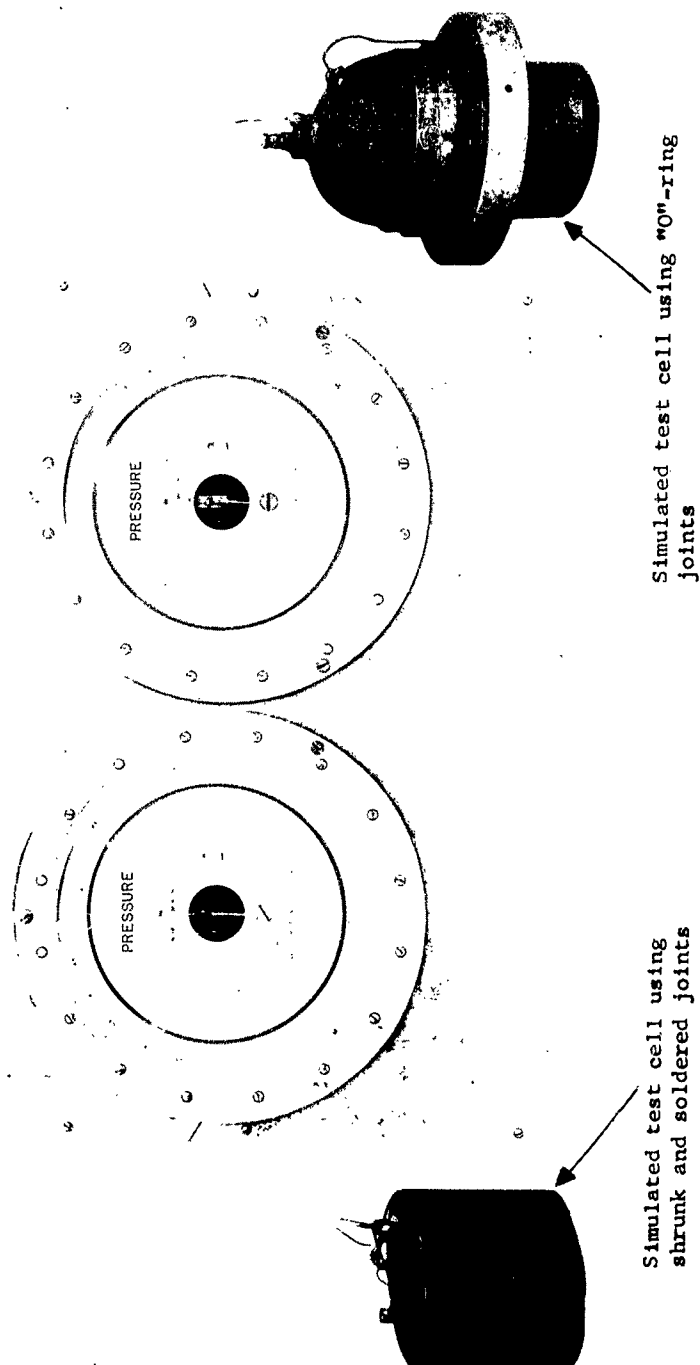 PRESSURE
PRESSURE
Simulated test cell using
shrunk and soldered joints
Simulated test cell using "O"-ring
joints